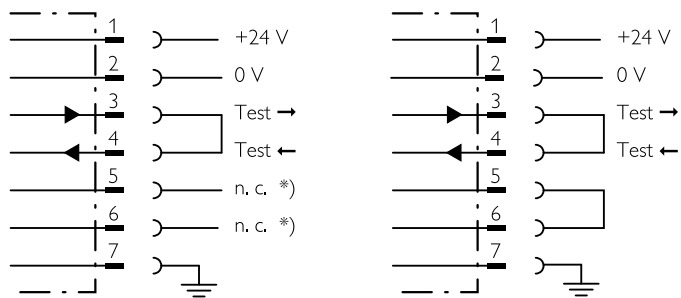 1 +24 V
2 0 V
3 Test →
4 Test ←
5 n. c. *)
6 n. c. *)
7
1 +24 V
2 0 V
3 Test →
4 Test ←
5
6
7